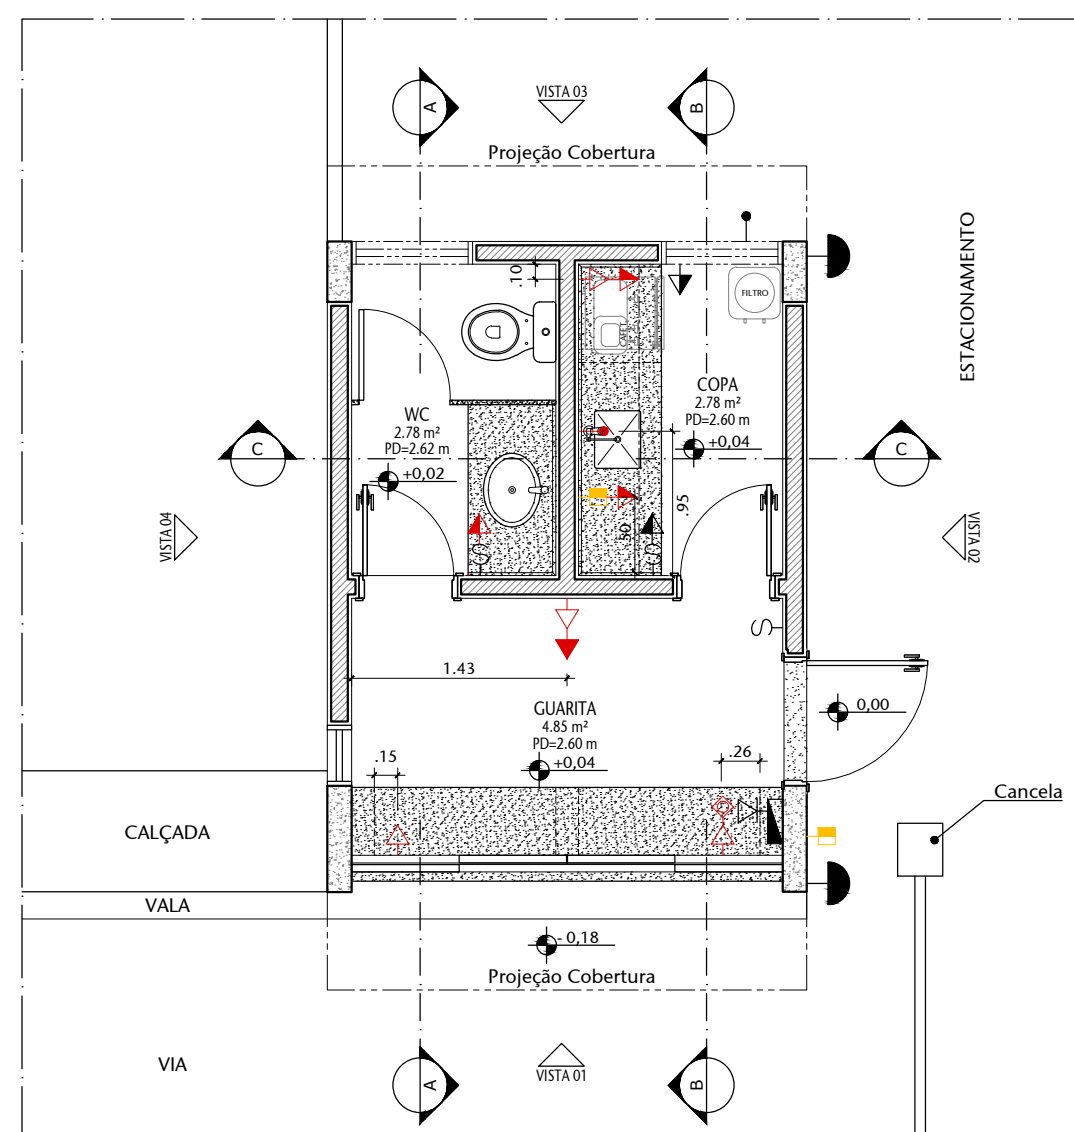 VISTA 03
A
B
Projeção Cobertura
ESTACIONAMENTO
.10
FILTRO
CAFÉ
COPA
2.78 m²
PD=2.60 m
+0,04
WC
2.78 m²
PD=2.62 m
+0,02
C
C
VISTA 04
VISTA 02
.95
.50
S
S
S
1.43
GUARITA
4.85 m²
PD=2.60 m
+0,04
0,00
.15
.26
Cancela
CALÇADA
VALA
- 0,18
Projeção Cobertura
VIA
VISTA 01
A
B